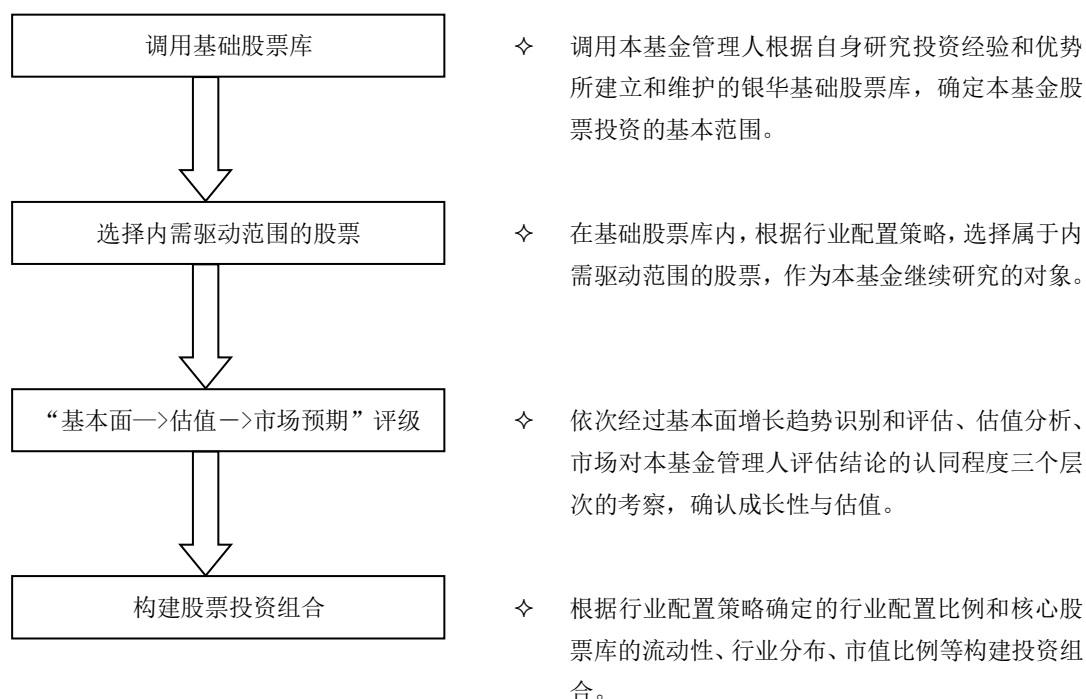 调用基础股票库
✧ 调用本基金管理人根据自身研究投资经验和优势
所建立和维护的银华基础股票库，确定本基金股
票投资的基本范围。
选择内需驱动范围的股票
✧ 在基础股票库内，根据行业配置策略，选择属于内
需驱动范围的股票，作为本基金继续研究的对象。
“基本面—>估值—>市场预期”评级
✧ 依次经过基本面增长趋势识别和评估、估值分析、
市场对本基金管理人评估结论的认同程度三个层
次的考察，确认成长性与估值。
构建股票投资组合
✧ 根据行业配置策略确定的行业配置比例和核心股
票库的流动性、行业分布、市值比例等构建投资组
合。